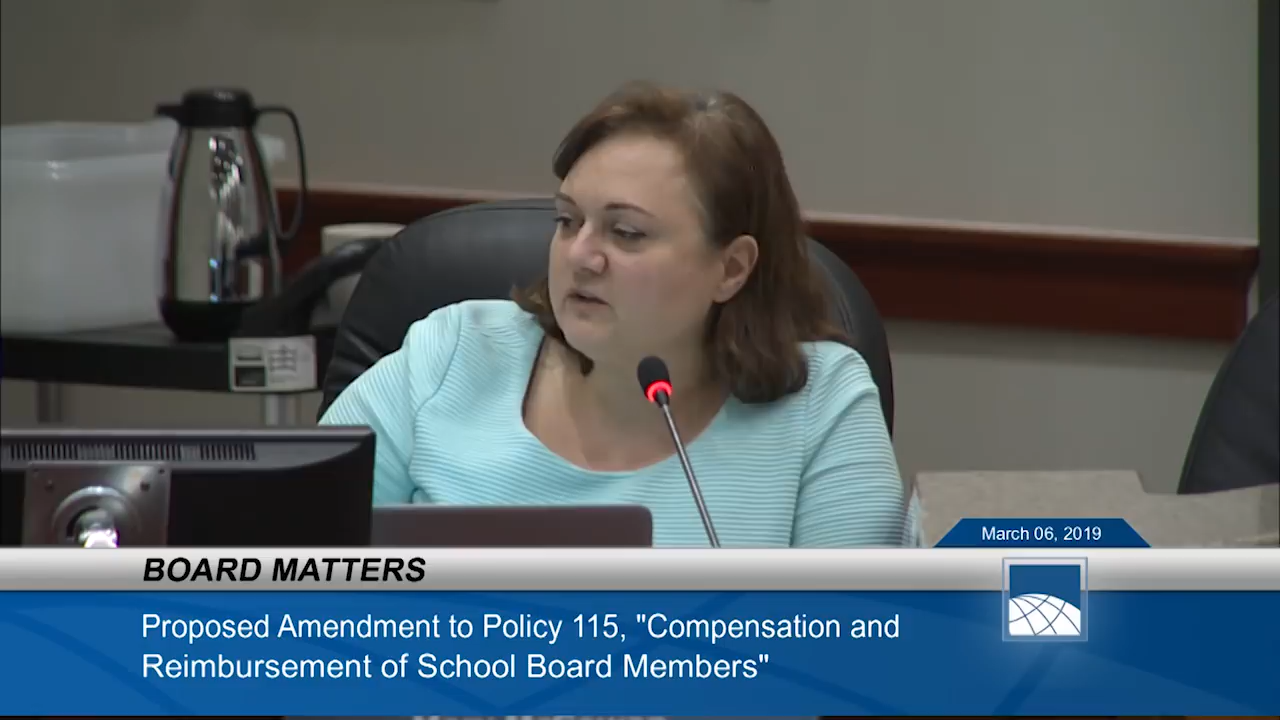 March 06, 2019
BOARD MATTERS
Proposed Amendment to Policy 115, "Compensation and
Reimbursement of School Board Members"